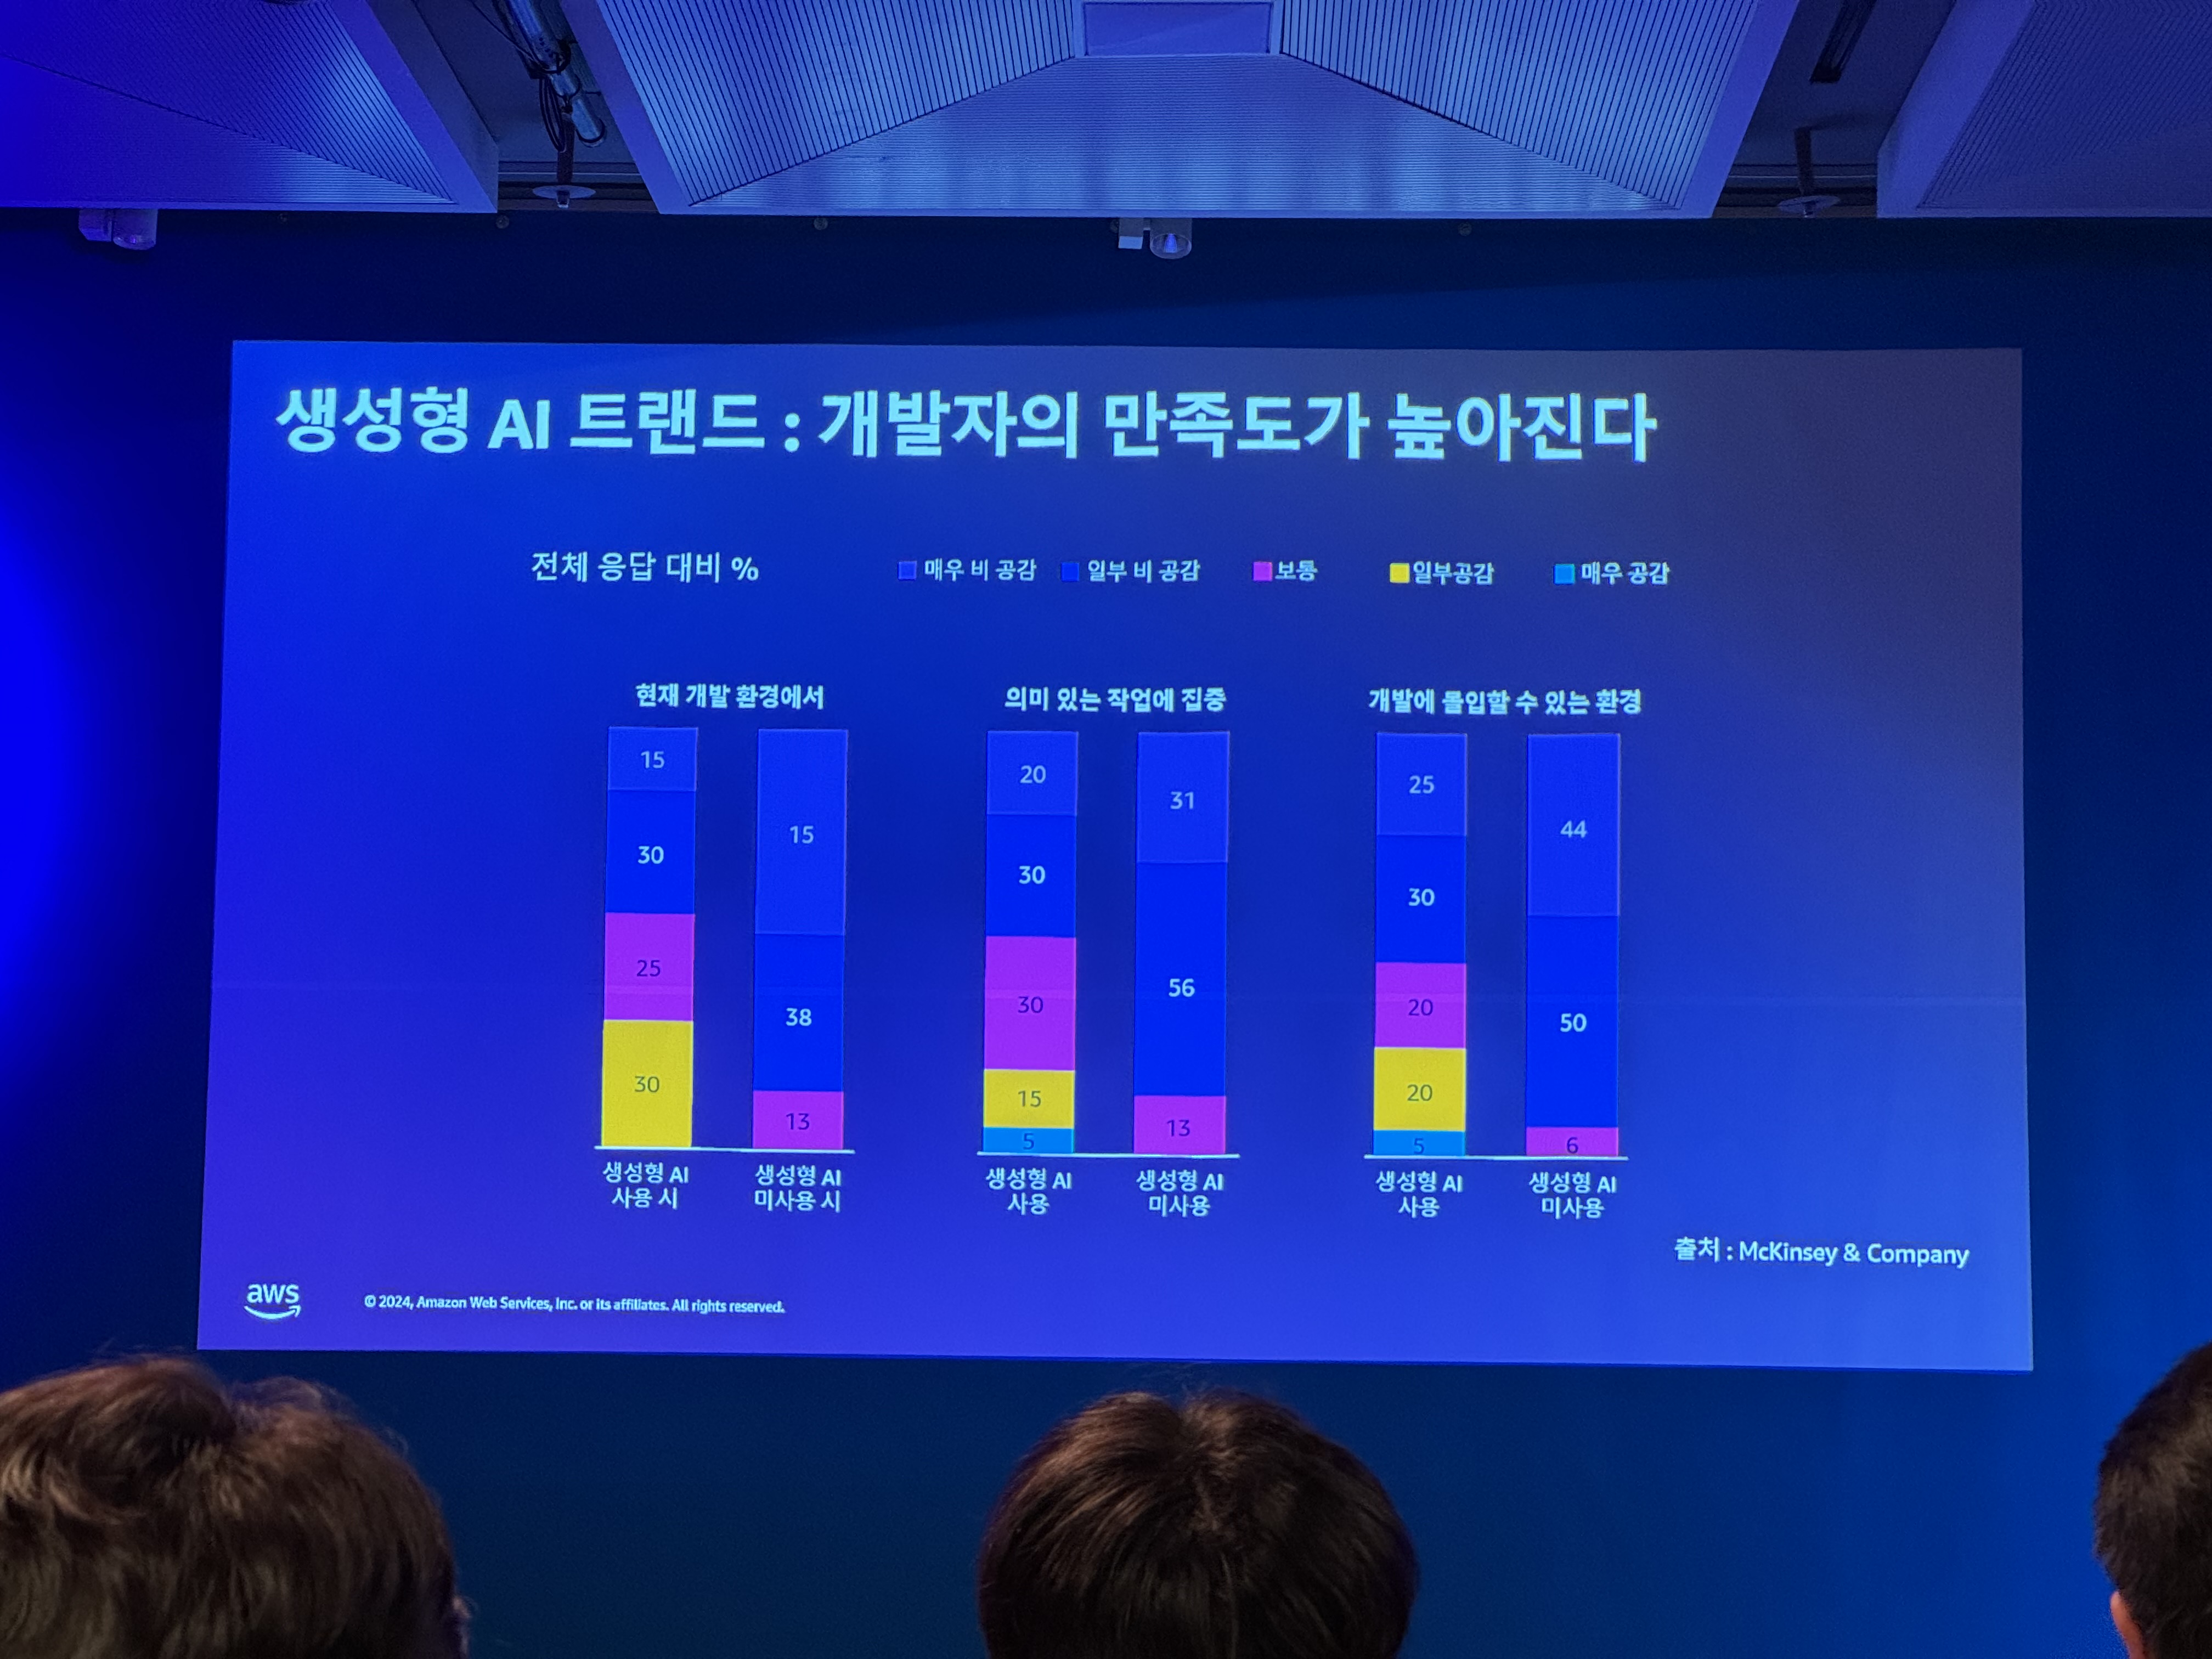 생성형 AI 트랜드 : 개발자의 만족도가 높아진다
전체 응답 대비 %
매우 비 공감 일부 비 공감 보통 일부공감 매우 공감
현재 개발 환경에서
15
30
25
30
생성형 AI
사용 시
15
38
13
생성형 AI
미사용 시
의미 있는 작업에 집중
20
30
30
15
5
생성형 AI
사용
31
56
13
생성형 AI
미사용
개발에 몰입할 수 있는 환경
25
30
20
20
5
생성형 AI
사용
44
50
6
생성형 AI
미사용
출처 : McKinsey & Company
aws
© 2024, Amazon Web Services, Inc. or its affiliates. All rights reserved.